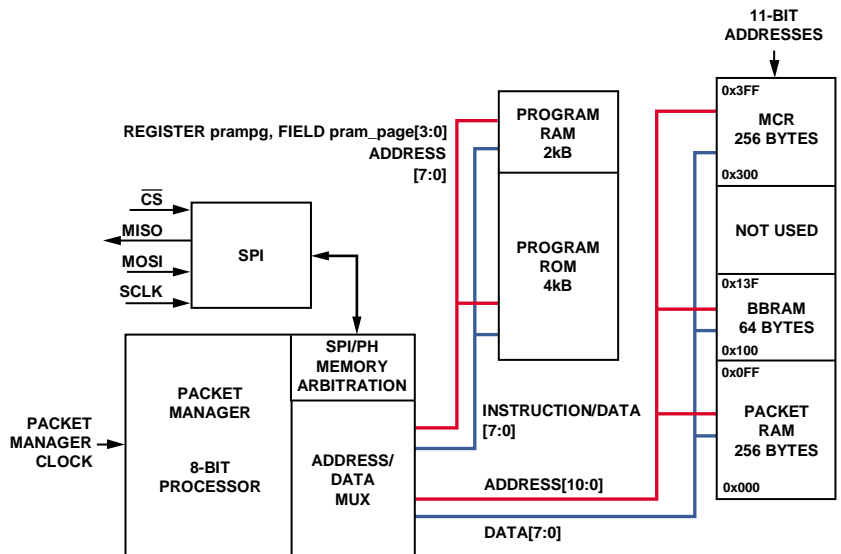 11-BIT
ADDRESSES
0x3FF
MCR
256 BYTES
0x300
NOT USED
0x13F
BBRAM
64 BYTES
0x100
0x0FF
PACKET
RAM
256 BYTES
0x000
PROGRAM
RAM
2kB
PROGRAM
ROM
4kB
REGISTER prampg, FIELD pram_page[3:0]
ADDRESS
[7:0]
CS
MISO
MOSI
SCLK
SPI
SPI/PH
MEMORY
ARBITRATION
PACKET
MANAGER
8-BIT
PROCESSOR
ADDRESS/
DATA
MUX
PACKET
MANAGER
CLOCK
INSTRUCTION/DATA
[7:0]
ADDRESS[10:0]
DATA[7:0]